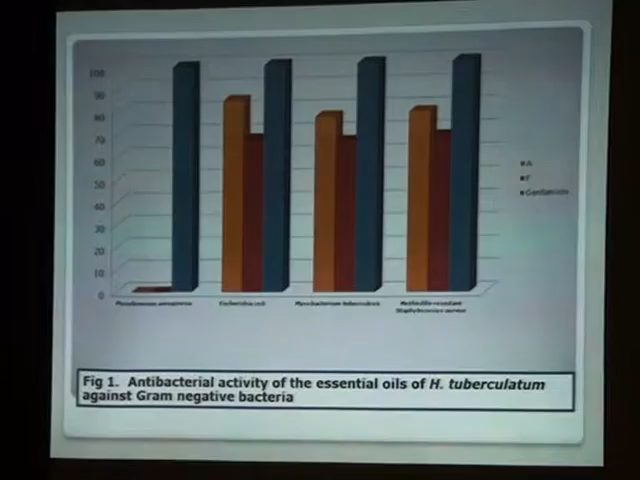 100
90
80
70
60
50
40
30
20
10
0
Pseudomonas aeruginosa
Escherichia coli
Mycobacterium tuberculosis
Methicillin-resistant
Staphylococcus aureus
A
F
Gentamicin
Fig 1. Antibacterial activity of the essential oils of H. tuberculatum
against Gram negative bacteria